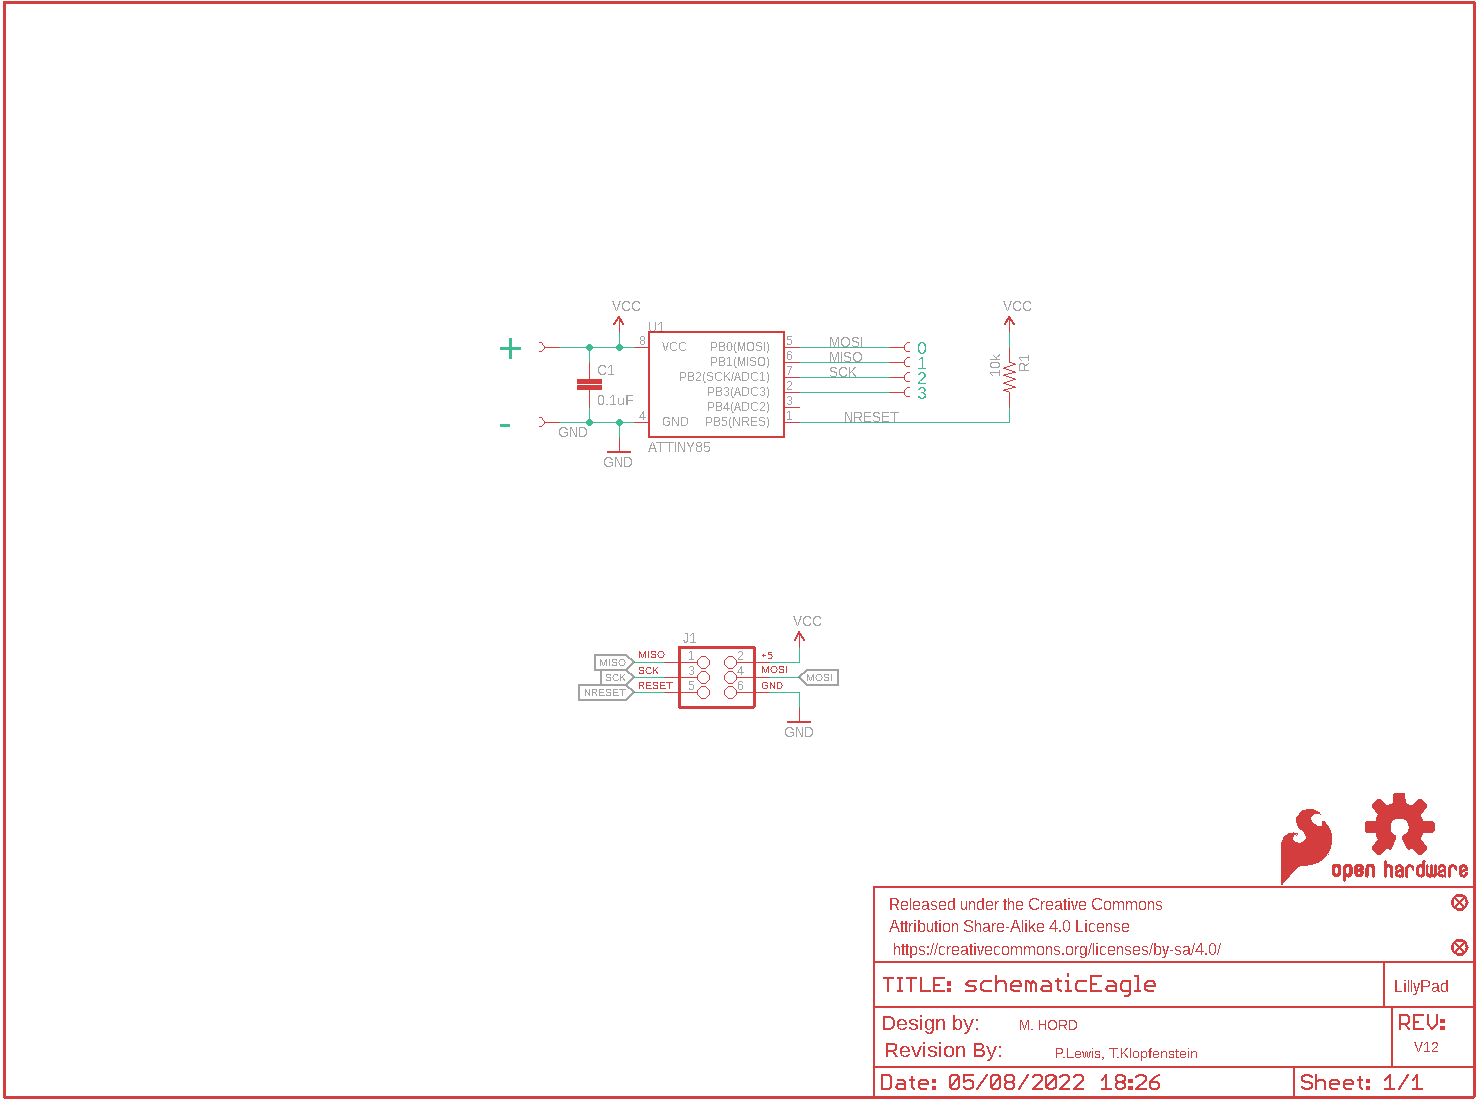 VCC
VCC
U1
+
8
VCC
PB0(MOSI)
5
MOSI
0
PB1(MISO)
6
MISO
1
C1
PB2(SCK/ADC1)
7
SCK
2
10k
R1
PB3(ADC3)
2
3
0.1uF
PB4(ADC2)
3
-
4
GND
PB5(NRES)
1
NRESET
GND
ATTINY85
GND
VCC
J1
MISO
MISO
1
2
+5
SCK
SCK
3
4
MOSI
MOSI
NRESET
RESET
5
6
GND
GND
open hardware
Released under the Creative Commons
Attribution Share-Alike 4.0 License
https://creativecommons.org/licenses/by-sa/4.0/
TITLE: schematicEagle
LillyPad
Design by: M. HORD
REV:
V12
Revision By: P.Lewis, T.Klopfenstein
Date: 05/08/2022 18:26
Sheet: 1/1